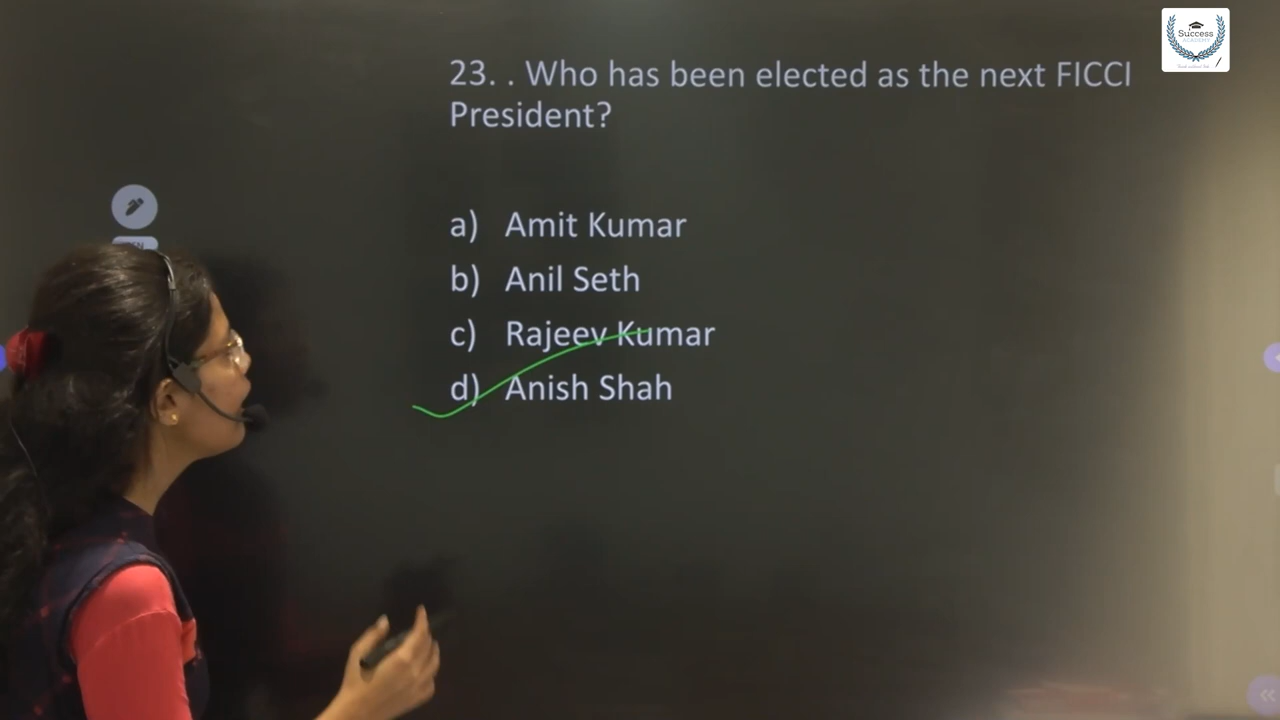 Success
ACADEMY
23. . Who has been elected as the next FICCI
President?
a) Amit Kumar
b) Anil Seth
c) Rajeev Kumar
d) Anish Shah